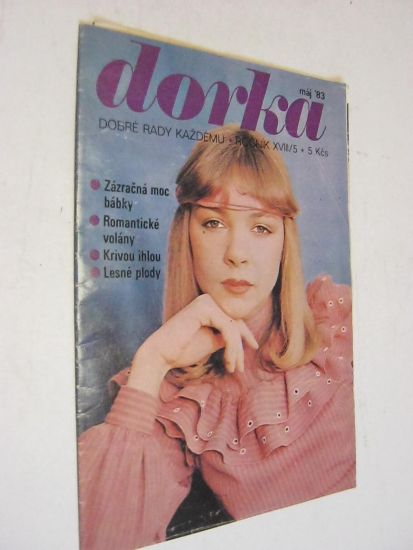 dorka
máj '83
DOBRÉ RADY KAŽDÉMU • ROČNÍK XVIII/5 • 5 Kčs
Zázračná moc
bábky
Romantické
volány
Krivou ihlou
Lesné plody